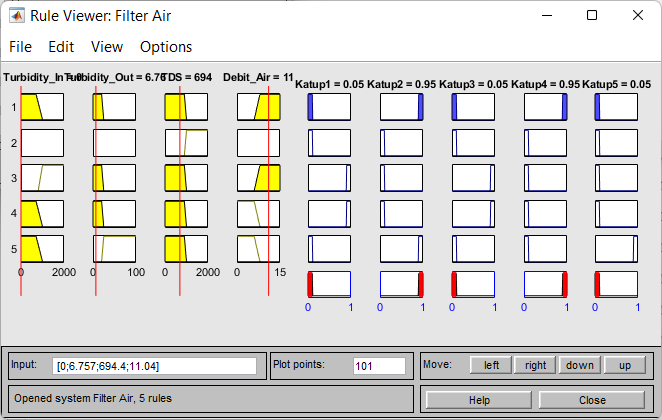 Rule Viewer: Filter Air
File Edit View Options
Turbidity_In = 0 Turbidity_Out = 6.76 TDS = 694 Debit_Air = 11 Katup1 = 0.05 Katup2 = 0.95 Katup3 = 0.05 Katup4 = 0.95 Katup5 = 0.05
1
2
3
4
5
0 2000 0 100 0 2000 0 15
0 1 0 1 0 1 0 1 0 1
Input: [0;6.757;694.4;11.04] Plot points: 101 Move: left right down up
Opened system Filter Air, 5 rules Help Close